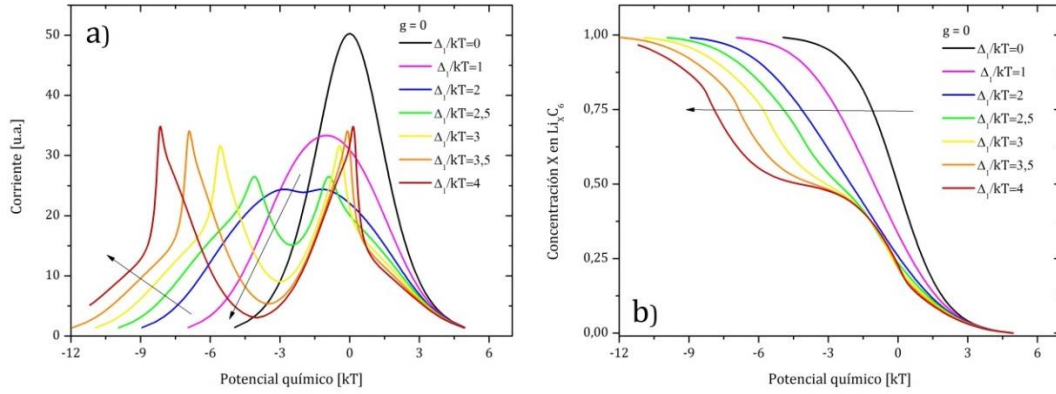 a)
g = 0
Δ₁/kT=0
Δ₁/kT=1
Δ₁/kT=2
Δ₁/kT=2,5
Δ₁/kT=3
Δ₁/kT=3,5
Δ₁/kT=4
Corriente [u.a.]
50
40
30
20
10
0
-12 -9 -6 -3 0 3 6
Potencial químico [kT]
b)
g = 0
Δ₁/kT=0
Δ₁/kT=1
Δ₁/kT=2
Δ₁/kT=2,5
Δ₁/kT=3
Δ₁/kT=3,5
Δ₁/kT=4
Concentración X en LiₓC₆
1,00
0,75
0,50
0,25
0,00
-12 -9 -6 -3 0 3 6
Potencial químico [kT]